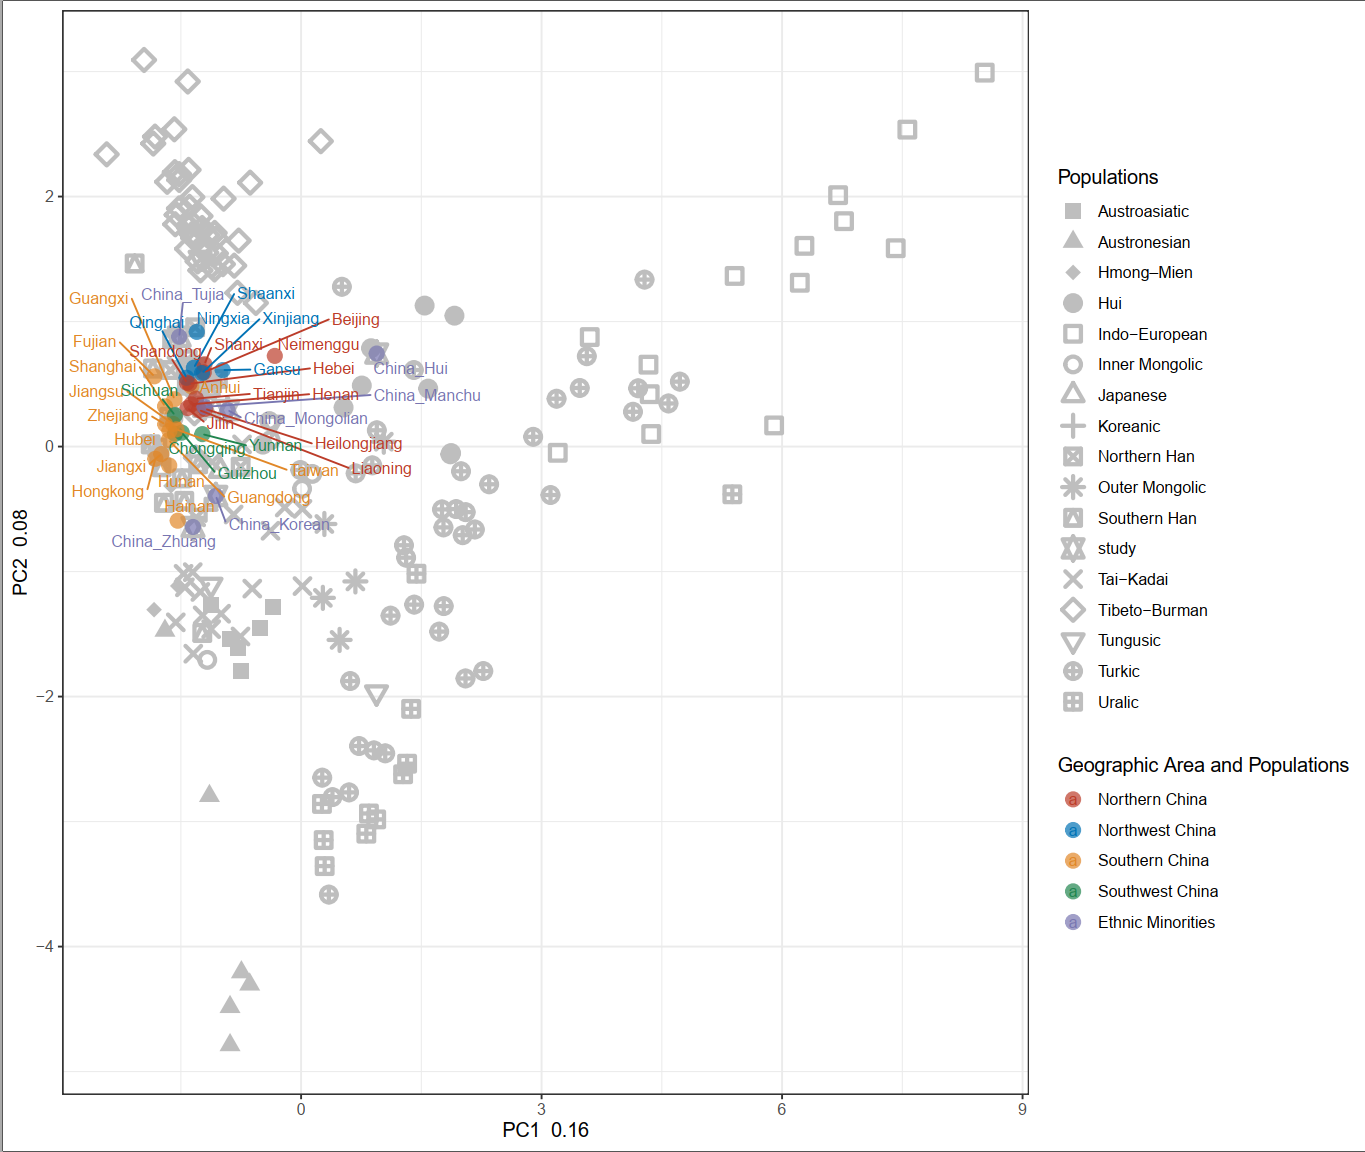 2
0
−2
−4
0
3
6
9
PC1  0.16
PC2  0.08
Guangxi
China_Tujia
Shaanxi
Qinghai
Ningxia
Xinjiang
Beijing
Fujian
Shandong
Shanxi
Neimenggu
Shanghai
Gansu
Hebei
China_Hui
Jiangsu
Sichuan
Anhui
Tianjin
Henan
China_Manchu
Zhejiang
Jilin
China_Mongolian
Hubei
Chongqing
Yunnan
Heilongjiang
Jiangxi
Guizhou
Taiwan
Liaoning
Hongkong
Hunan
Guangdong
Hainan
China_Korean
China_Zhuang
Populations
Austroasiatic
Austronesian
Hmong−Mien
Hui
Indo−European
Inner Mongolic
Japanese
Koreanic
Northern Han
Outer Mongolic
Southern Han
study
Tai−Kadai
Tibeto−Burman
Tungusic
Turkic
Uralic
Geographic Area and Populations
a Northern China
a Northwest China
a Southern China
a Southwest China
a Ethnic Minorities